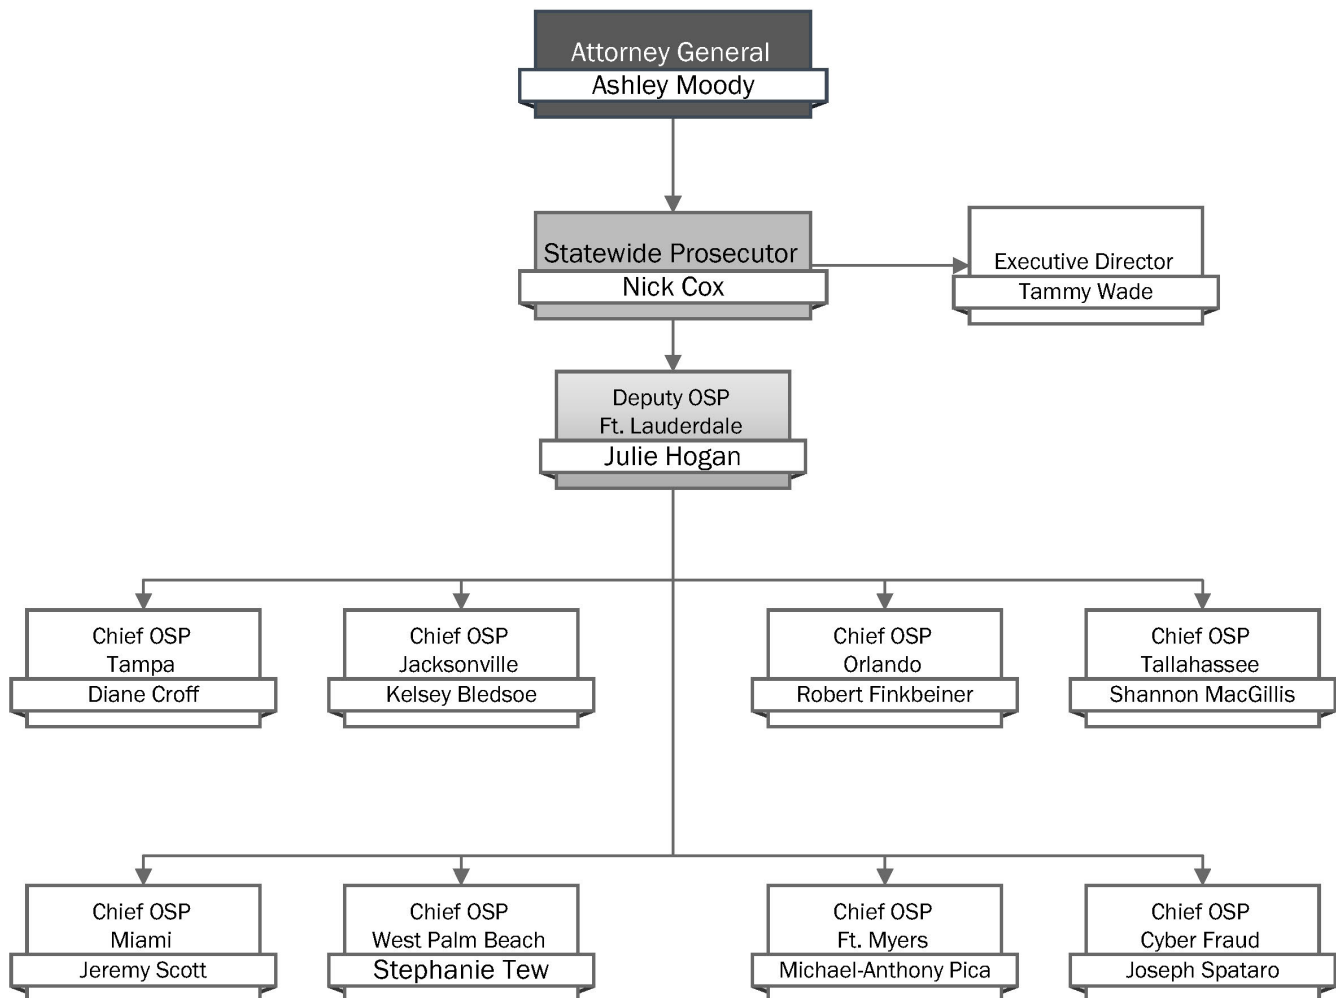 Attorney General
Ashley Moody
Statewide Prosecutor
Nick Cox
Executive Director
Tammy Wade
Deputy OSP
Ft. Lauderdale
Julie Hogan
Chief OSP
Tampa
Diane Croff
Chief OSP
Jacksonville
Kelsey Bledsoe
Chief OSP
Orlando
Robert Finkbeiner
Chief OSP
Tallahassee
Shannon MacGillis
Chief OSP
Miami
Jeremy Scott
Chief OSP
West Palm Beach
Stephanie Tew
Chief OSP
Ft. Myers
Michael-Anthony Pica
Chief OSP
Cyber Fraud
Joseph Spataro